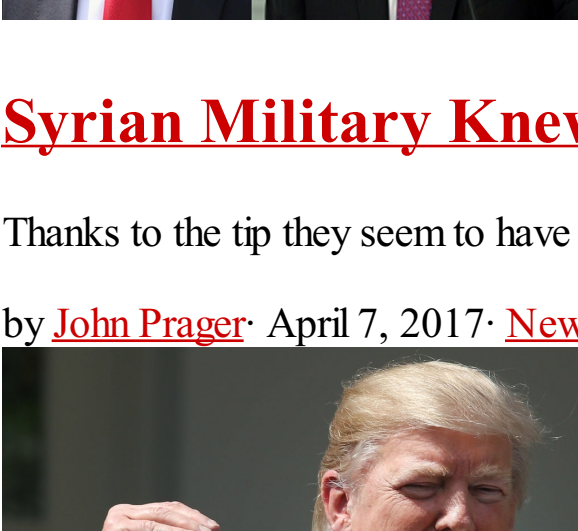 Syrian Military Knew
Thanks to the tip they seem to have
by John Prager· April 7, 2017· New